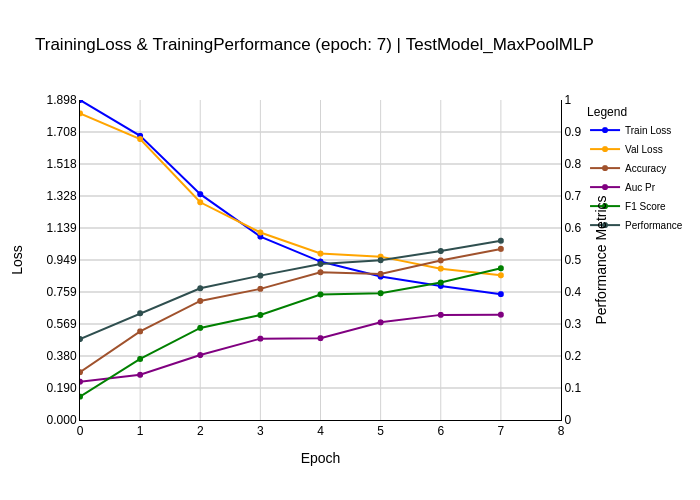 TrainingLoss & TrainingPerformance (epoch: 7) | TestModel_MaxPoolMLP
Legend
Train Loss
Val Loss
Accuracy
Auc Pr
F1 Score
Performance
Loss
1.898
1.708
1.518
1.328
1.139
0.949
0.759
0.569
0.380
0.190
0.000
1
0.9
0.8
0.7
0.6
0.5
0.4
0.3
0.2
0.1
0
Performance Metrics
0 1 2 3 4 5 6 7 8
Epoch